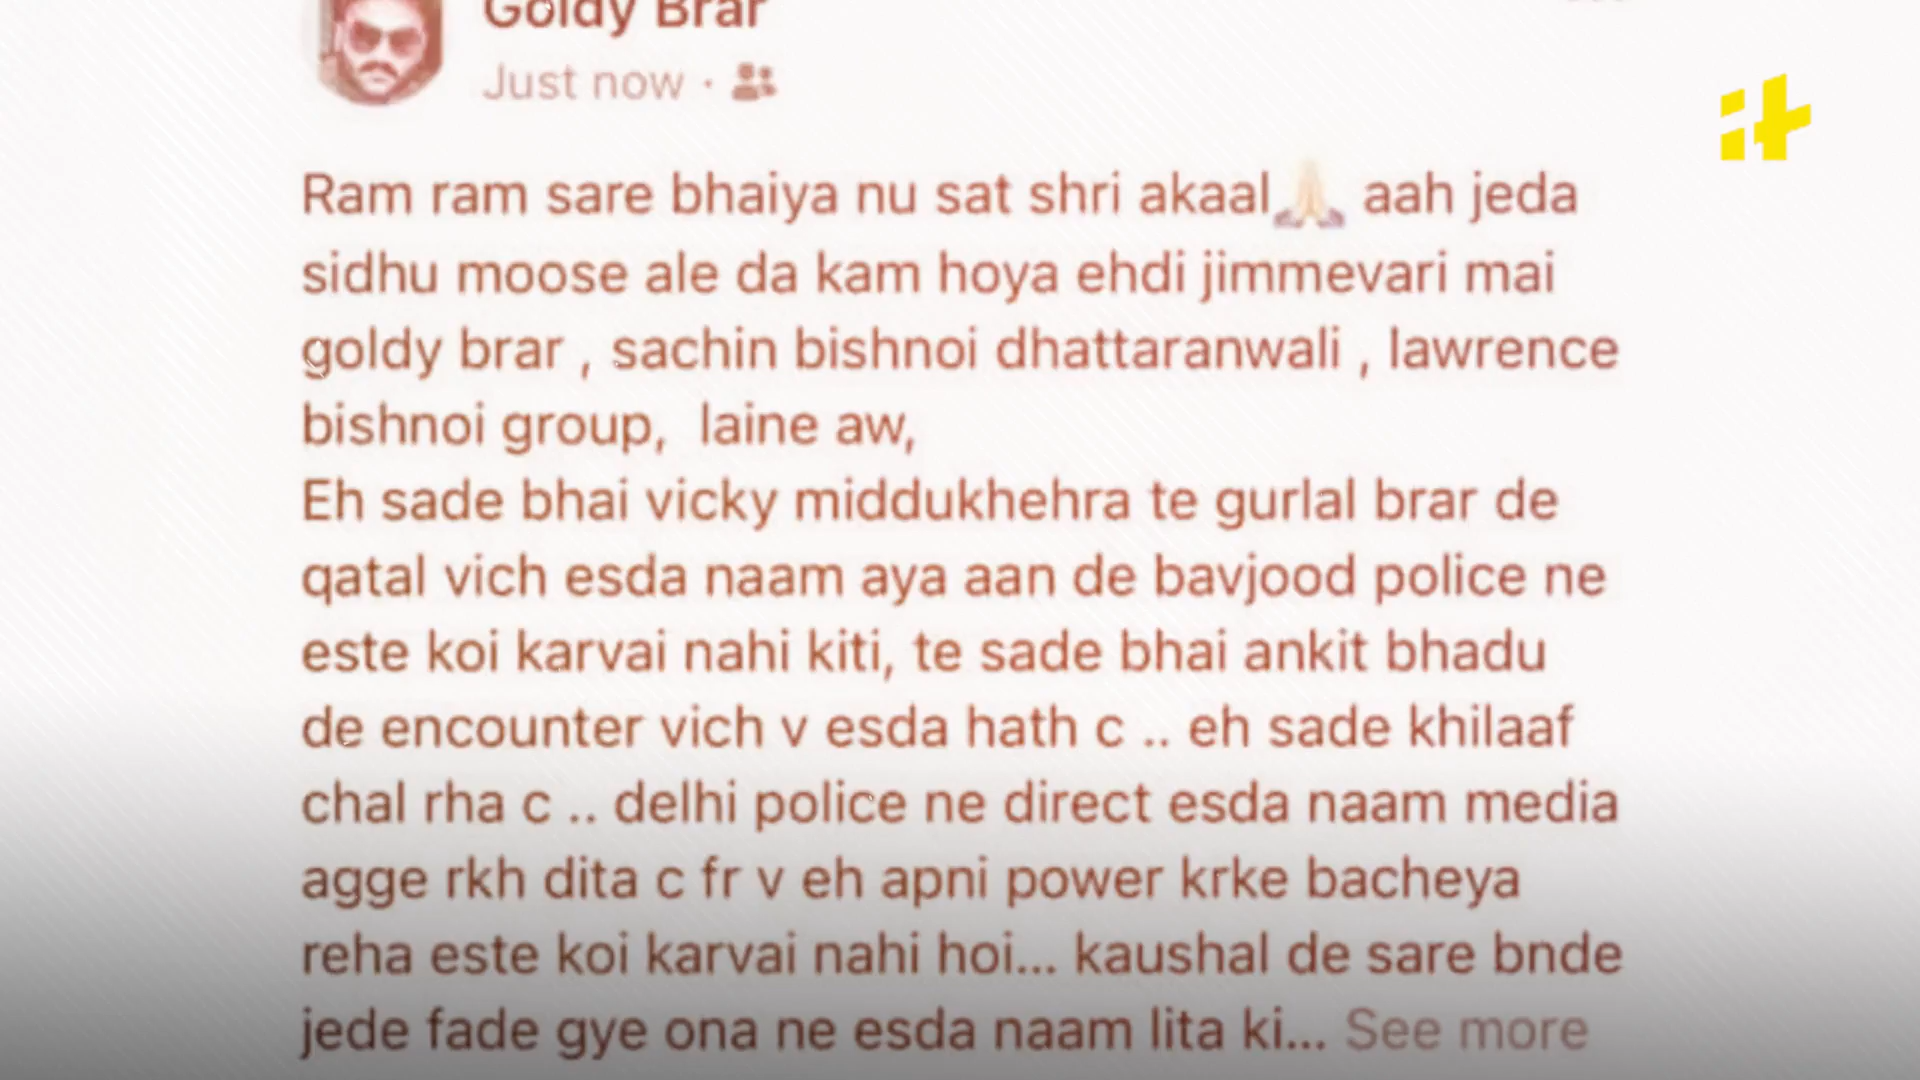 Goldy Brar
Just now ·
Ram ram sare bhaiya nu sat shri akaal🙏🏻 aah jeda
sidhu moose ale da kam hoya ehdi jimmevari mai
goldy brar , sachin bishnoi dhattaranwali , lawrence
bishnoi group, laine aw,
Eh sade bhai vicky middukhehra te gurlal brar de
qatal vich esda naam aya aan de bavjood police ne
este koi karvai nahi kiti, te sade bhai ankit bhadu
de encounter vich v esda hath c .. eh sade khilaaf
chal rha c .. delhi police ne direct esda naam media
agge rkh dita c fr v eh apni power krke bacheya
reha este koi karvai nahi hoi... kaushal de sare bnde
jede fade gye ona ne esda naam lita ki... See more